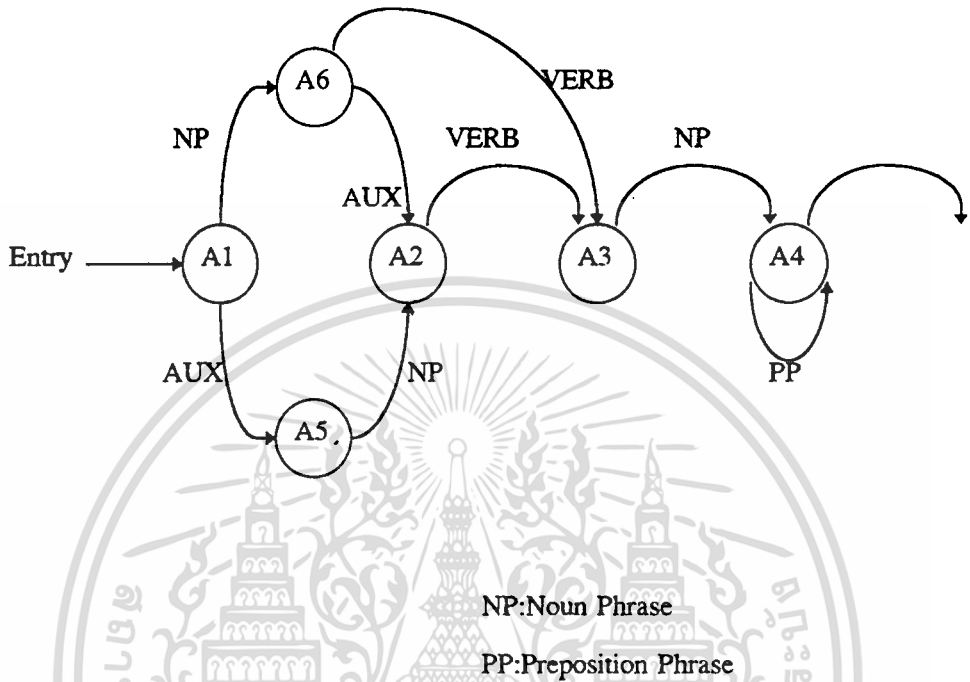 A6
VERB
NP
VERB
NP
AUX
Entry
A1
A2
A3
A4
AUX
NP
PP
A5
NP:Noun Phrase
PP:Preposition Phrase